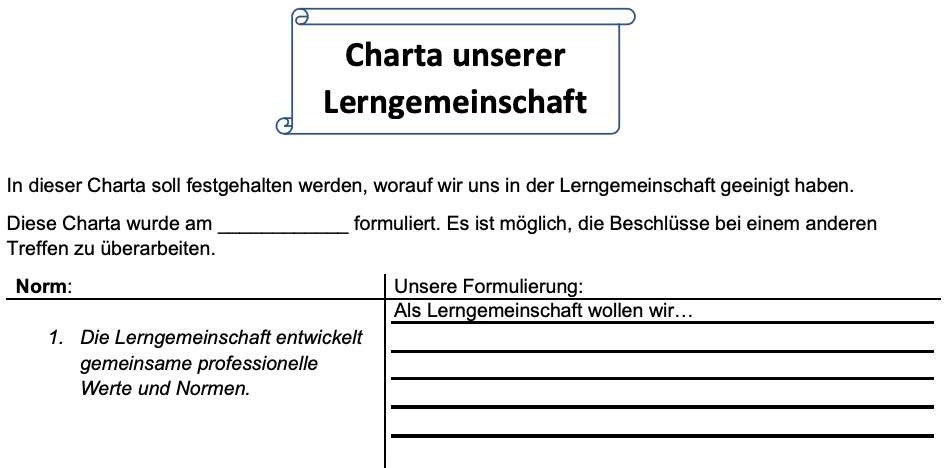 Charta unserer
Lerngemeinschaft
In dieser Charta soll festgehalten werden, worauf wir uns in der Lerngemeinschaft geeinigt haben.
Diese Charta wurde am ____________ formuliert. Es ist möglich, die Beschlüsse bei einem anderen
Treffen zu überarbeiten.
Norm:
Unsere Formulierung:
Als Lerngemeinschaft wollen wir…
1. Die Lerngemeinschaft entwickelt
gemeinsame professionelle
Werte und Normen.